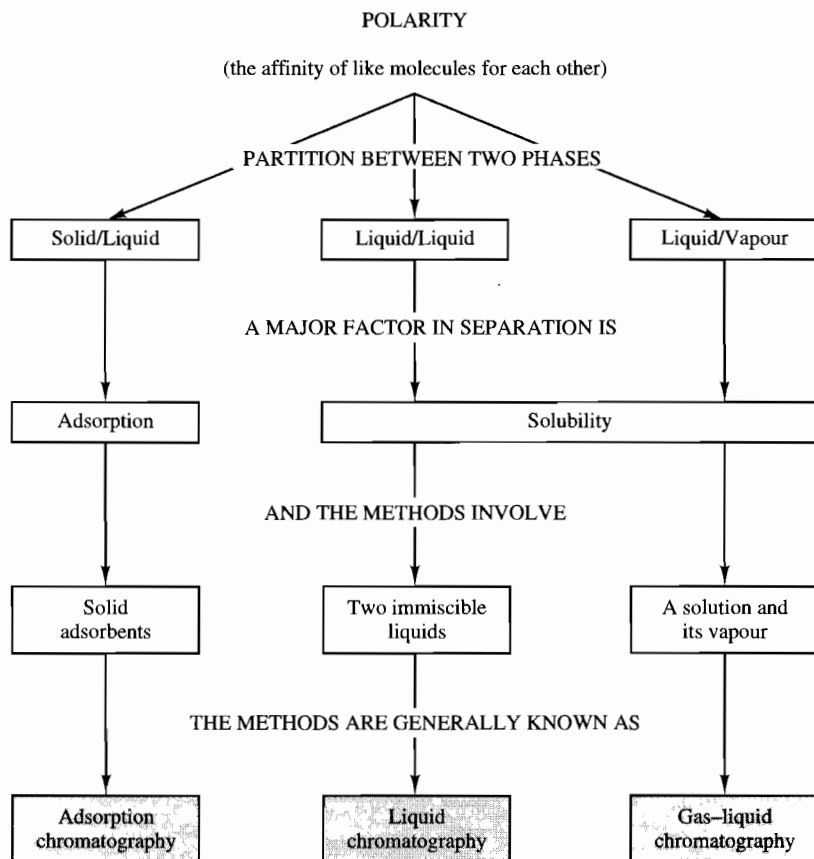 POLARITY
(the affinity of like molecules for each other)
PARTITION BETWEEN TWO PHASES
Solid/Liquid
Liquid/Liquid
Liquid/Vapour
A MAJOR FACTOR IN SEPARATION IS
Adsorption
Solubility
AND THE METHODS INVOLVE
Solid
adsorbents
Two immiscible
liquids
A solution and
its vapour
THE METHODS ARE GENERALLY KNOWN AS
Adsorption
chromatography
Liquid
chromatography
Gas–liquid
chromatography